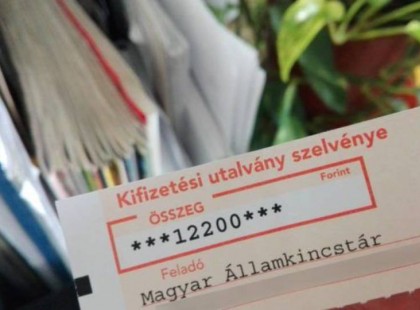 Kifizetési utalvány szelvénye
ÖSSZEG
Forint
***12200***
Feladó
Magyar Államkincstár